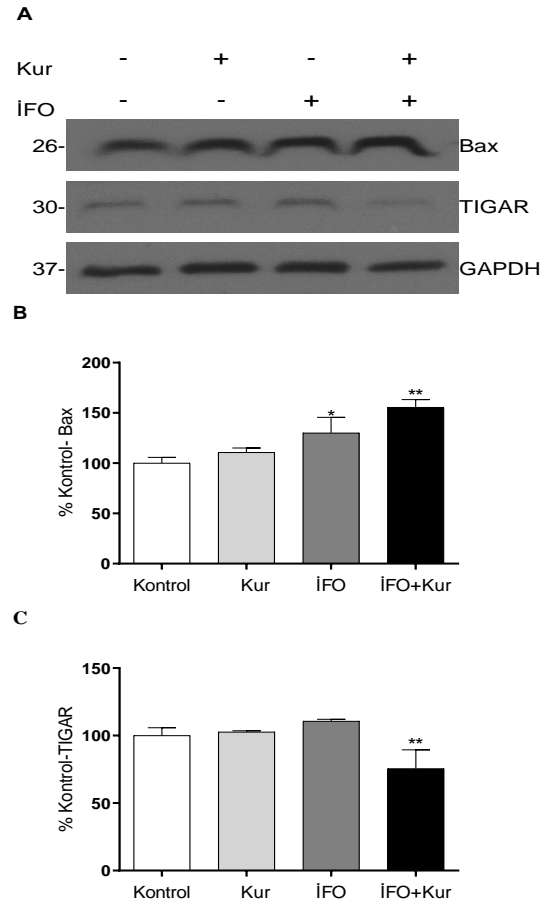 A
Kur - + - +
İFO - - + +
26- Bax
30- TIGAR
37- GAPDH
B
% Kontrol- Bax
200
150
100
50
0
*
**
Kontrol Kur İFO İFO+Kur
C
% Kontrol-TIGAR
150
100
50
0
**
Kontrol Kur İFO İFO+Kur